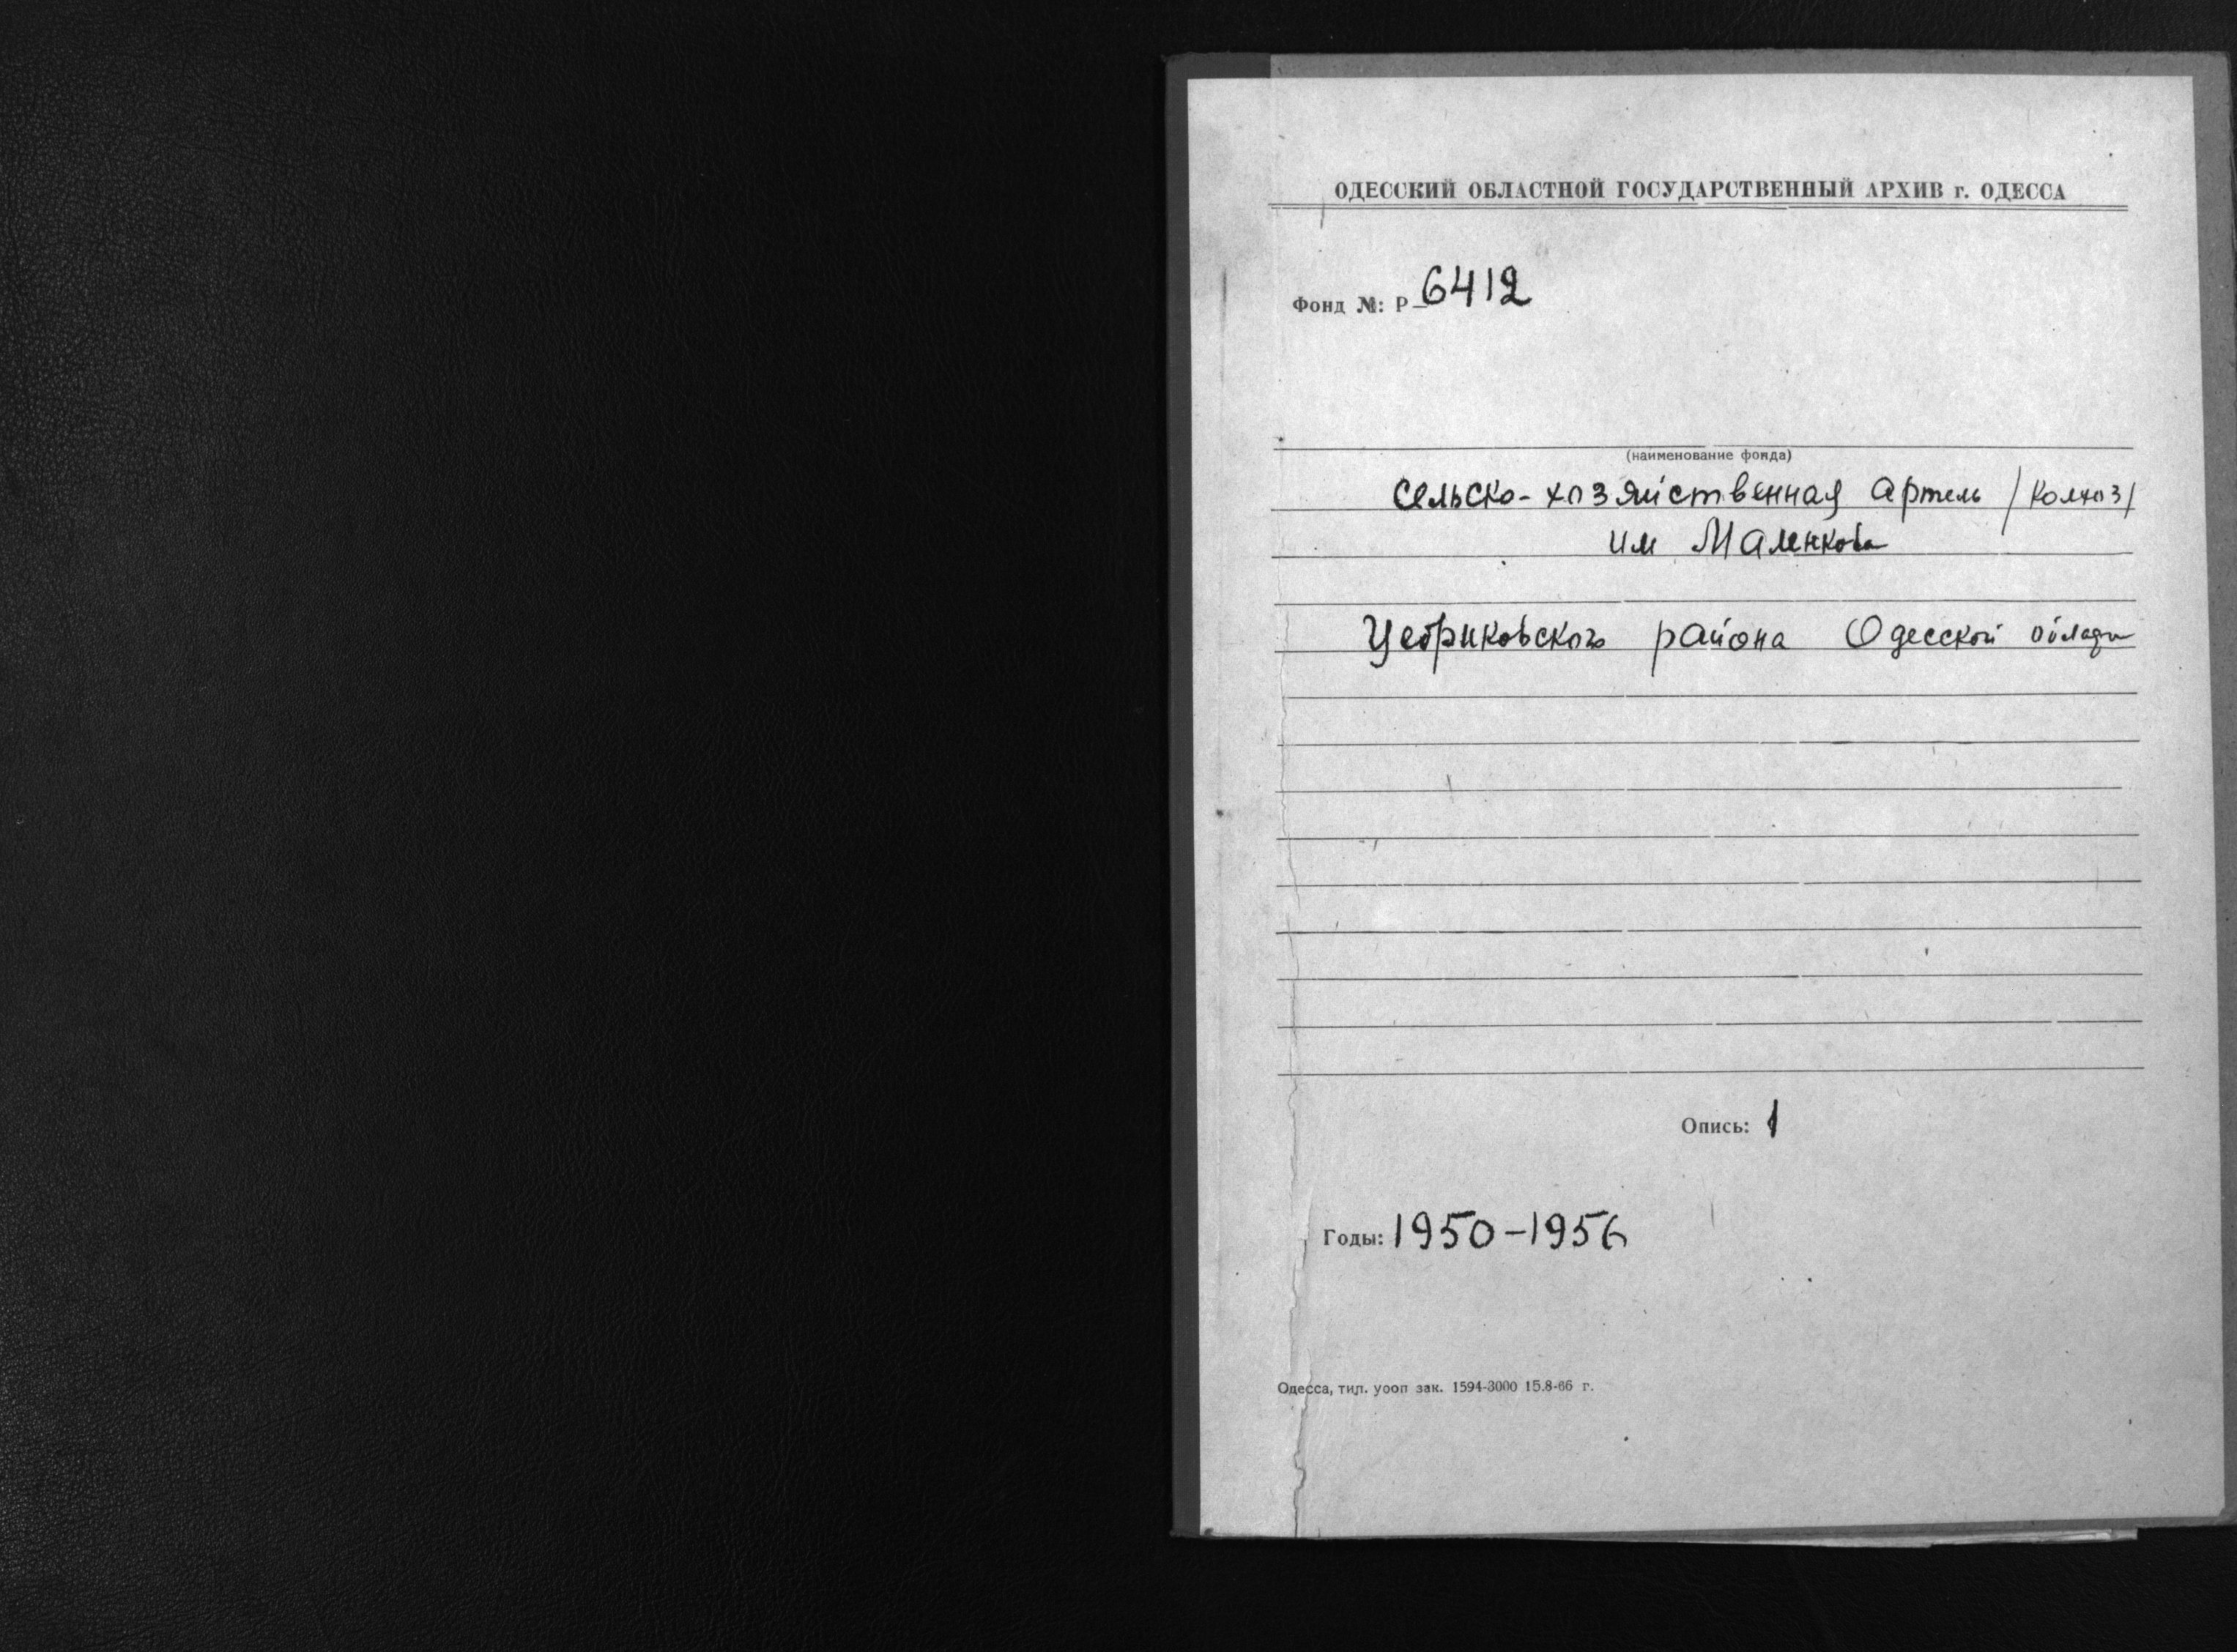 ОДЕССКИЙ ОБЛАСТНОЙ ГОСУДАРСТВЕННЫЙ АРХИВ г. ОДЕССА
Фонд №: Р-6412
(наименование фонда)
Сельско-хозяйственная Артель /колхоз/
им Маленкова
Цебриковского района Одесской
Опись: 1
Годы: 1950-1956
Одесса, тип. уооп зак. 1594-3000 15.8-66 г.